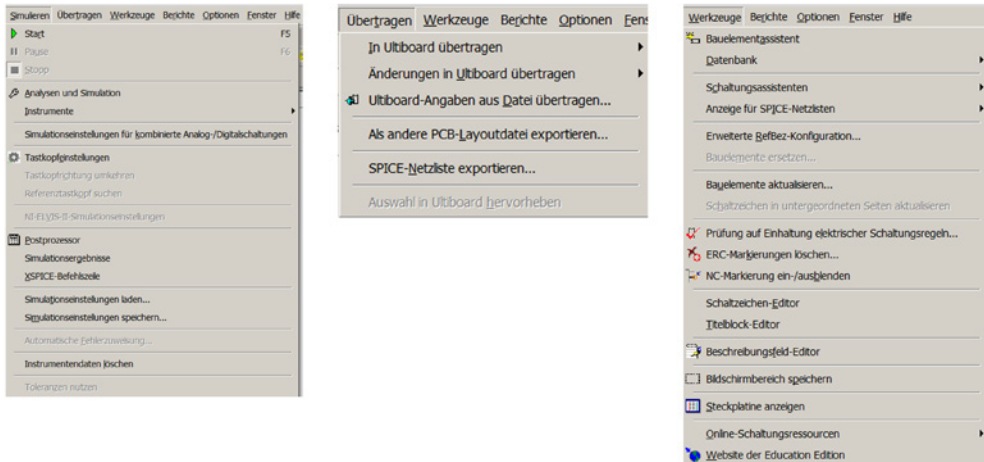 Simulieren Übertragen Werkzeuge Berichte Optionen Fenster Hilfe
Start F5
Pause F6
Stopp
Analysen und Simulation
Instrumente
Simulationseinstellungen für kombinierte Analog-/Digitalschaltungen
Tastkopfeinstellungen
Tastkopfrichtung umkehren
Referenztastkopf suchen
NI-ELVIS-II-Simulationseinstellungen
Postprozessor
Simulationsergebnisse
XSPICE-Befehlszeile
Simulationseinstellungen laden...
Simulationseinstellungen speichern...
Automatische Fehlerzuweisung...
Instrumentendaten löschen
Toleranzen nutzen
Übertragen Werkzeuge Berichte Optionen Fens
In Ultiboard übertragen
Änderungen in Ultiboard übertragen
Ultiboard-Angaben aus Datei übertragen...
Als andere PCB-Layoutdatei exportieren...
SPICE-Netzliste exportieren...
Auswahl in Ultiboard hervorheben
Werkzeuge Berichte Optionen Fenster Hilfe
Bauelementassistent
Datenbank
Schaltungsassistenten
Anzeige für SPICE-Netzlisten
Erweiterte RefBez-Konfiguration...
Bauelemente ersetzen...
Bauelemente aktualisieren...
Schaltzeichen in untergeordneten Seiten aktualisieren
Prüfung auf Einhaltung elektrischer Schaltungsregeln...
ERC-Markierungen löschen...
NC-Markierung ein-/ausblenden
Schaltzeichen-Editor
Titelblock-Editor
Beschreibungsfeld-Editor
Bildschirmbereich speichern
Steckplatine anzeigen
Online-Schaltungsressourcen
Website der Education Edition